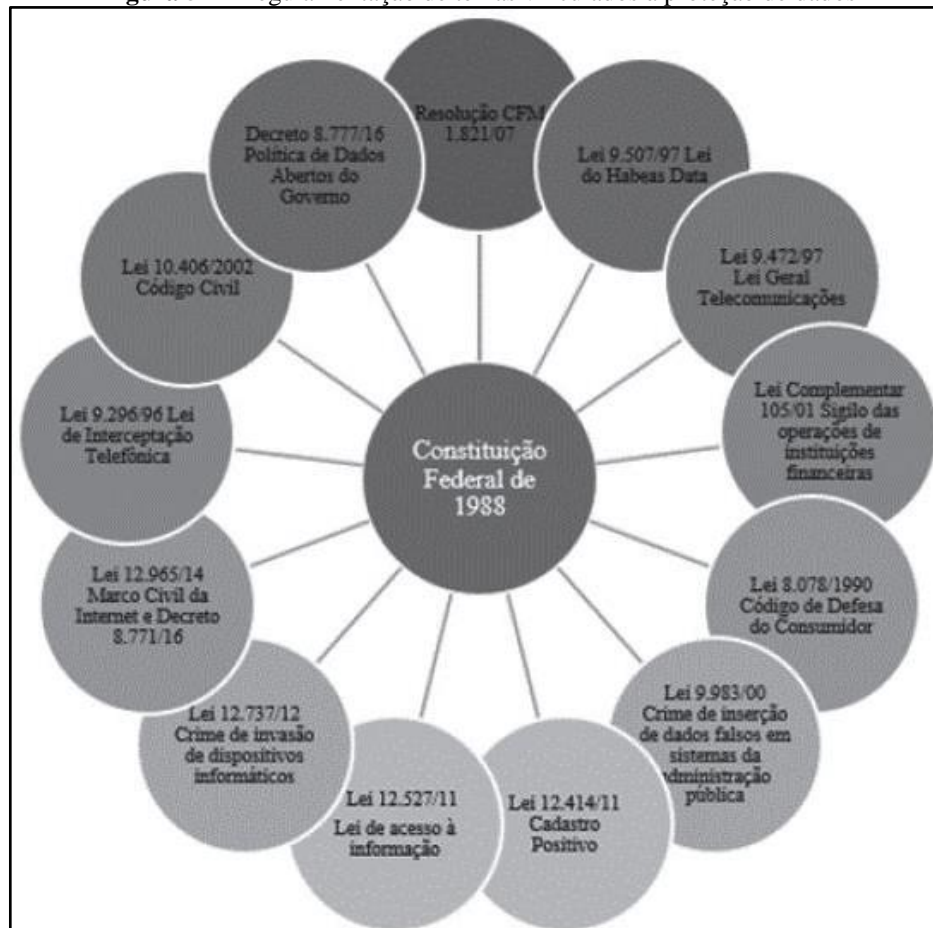 Resolução CFM
1.821/07
Lei 9.507/97 Lei
do Habeas Data
Lei 9.472/97
Lei Geral
Telecomunicações
Lei Complementar
105/01 Sigilo das
operações de
instituições
financeiras
Lei 8.078/1990
Código de Defesa
do Consumidor
Lei 9.983/00
Crime de inserção
de dados falsos em
sistemas da
administração
pública
Lei 12.414/11
Cadastro
Positivo
Lei 12.527/11
Lei de acesso à
informação
Lei 12.737/12
Crime de invasão
de dispositivos
informáticos
Lei 12.965/14
Marco Civil da
Internet e Decreto
8.771/16
Lei 9.296/96 Lei
de Interceptação
Telefônica
Lei 10.406/2002
Código Civil
Decreto 8.777/16
Política de Dados
Abertos do
Governo
Constituição
Federal de
1988